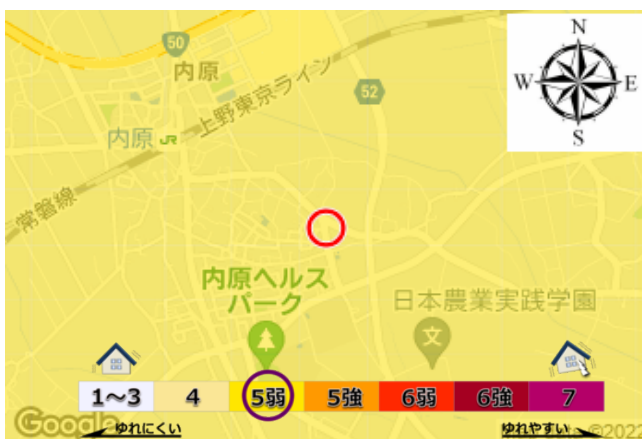 N
W
E
S
50
内原
上野東京ライン
52
内原
JR
常磐線
内原ヘルス
パーク
日本農業実践学園
文
1～3
4
5弱
5強
6弱
6強
7
Google
ゆれにくい
ゆれやすい
©2022